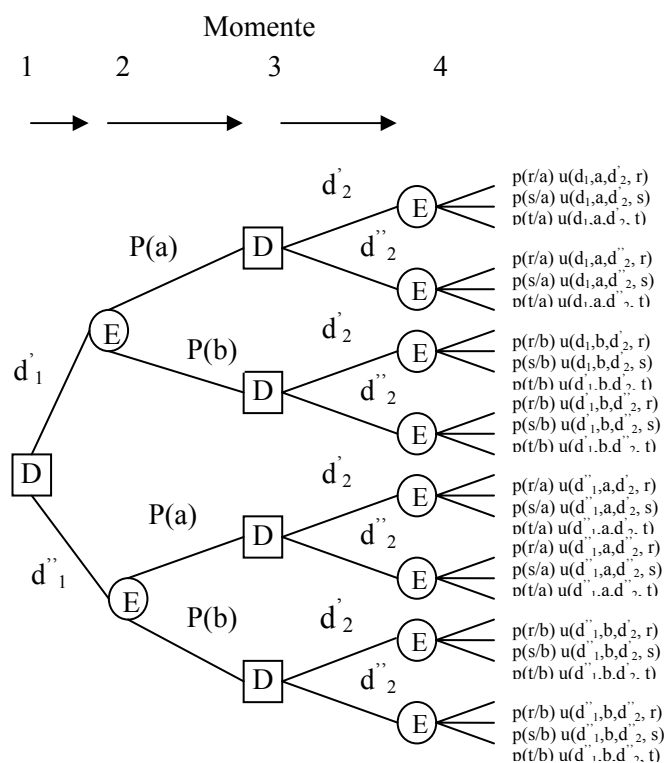 Momente
1 2 3 4
d'₂
E
P(a)
D
d''₂
E
E
d'₂
E
P(b)
d'₁
D
d''₂
E
D
d'₂
E
P(a)
D
d''₂
E
d''₁
E
P(b)
d'₂
E
D
d''₂
E
p(r/a) u(d₁,a,d'₂, r)
p(s/a) u(d₁,a,d'₂, s)
p(t/a) u(d₁,a,d'₂, t)
p(r/a) u(d₁,a,d''₂, r)
p(s/a) u(d₁,a,d''₂, s)
p(t/a) u(d₁,a,d''₂, t)
p(r/b) u(d₁,b,d'₂, r)
p(s/b) u(d₁,b,d'₂, s)
p(t/b) u(d'₁,b,d'₂, t)
p(r/b) u(d'₁,b,d''₂, r)
p(s/b) u(d'₁,b,d''₂, s)
p(t/b) u(d'₁,b,d''₂, t)
p(r/a) u(d''₁,a,d'₂, r)
p(s/a) u(d''₁,a,d'₂, s)
p(t/a) u(d''₁,a,d'₂, t)
p(r/a) u(d''₁,a,d''₂, r)
p(s/a) u(d''₁,a,d''₂, s)
p(t/a) u(d''₁,a,d''₂, t)
p(r/b) u(d''₁,b,d'₂, r)
p(s/b) u(d''₁,b,d'₂, s)
p(t/b) u(d''₁,b,d'₂, t)
p(r/b) u(d''₁,b,d''₂, r)
p(s/b) u(d''₁,b,d''₂, s)
p(t/b) u(d''₁,b,d''₂, t)